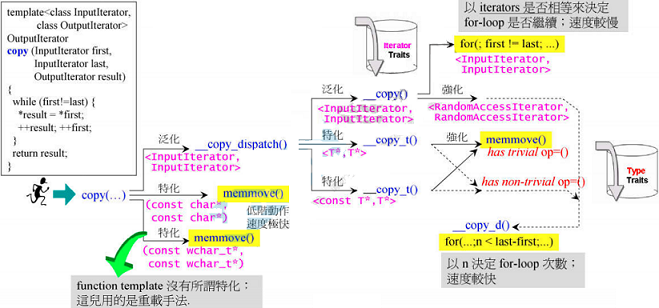 template<class InputIterator,
class OutputIterator>
OutputIterator
copy (InputIterator first,
InputIterator last,
OutputIterator result)
{
while (first!=last) {
*result = *first;
++result; ++first;
}
return result;
}
copy(…)
泛化
__copy_dispatch()
<InputIterator,
InputIterator>
特化
memmove()
(const char*,
const char*)
低階動作
速度極快
特化
memmove()
(const wchar_t*,
const wchar_t*)
function template 沒有所謂特化；
這兒用的是重載手法.
泛化
__copy()
<InputIterator,
InputIterator>
特化
__copy_t()
<T*,T*>
特化
__copy_t()
<const T*,T*>
Iterator
Traits
以 iterators 是否相等來決定
for-loop 是否繼續；速度較慢
for(; first != last; ...)
<InputIterator,
InputIterator>
強化
<RandomAccessIterator,
RandomAccessIterator>
強化
memmove()
has trivial op=()
has non-trivial op=()
Type
Traits
__copy_d()
for(...;n < last-first;...)
以 n 決定 for-loop 次數；
速度較快